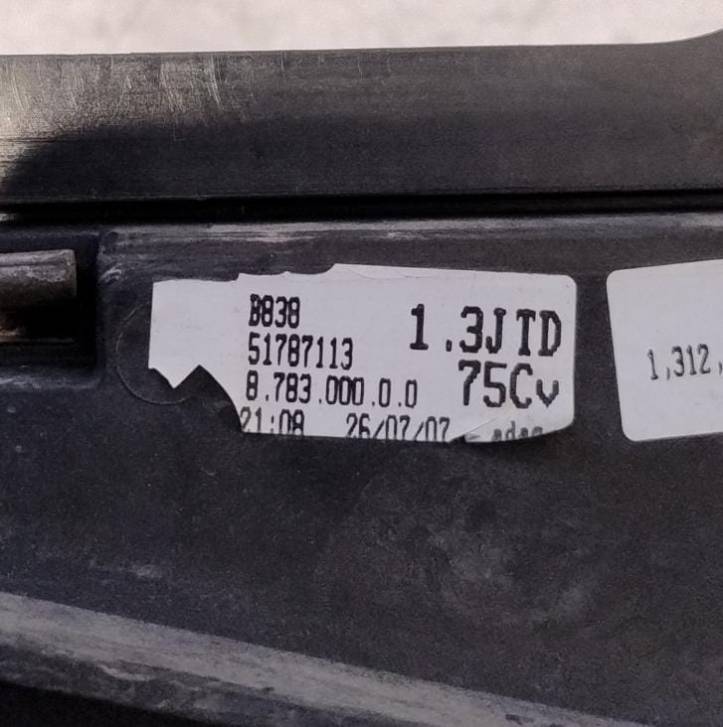 B838
51787113
8.783.000.0.0
21:08 26/07/07
1.3JTD
75Cv
1,312,